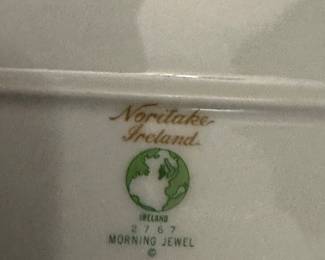 Noritake
Ireland
IRELAND
2767
MORNING JEWEL
©